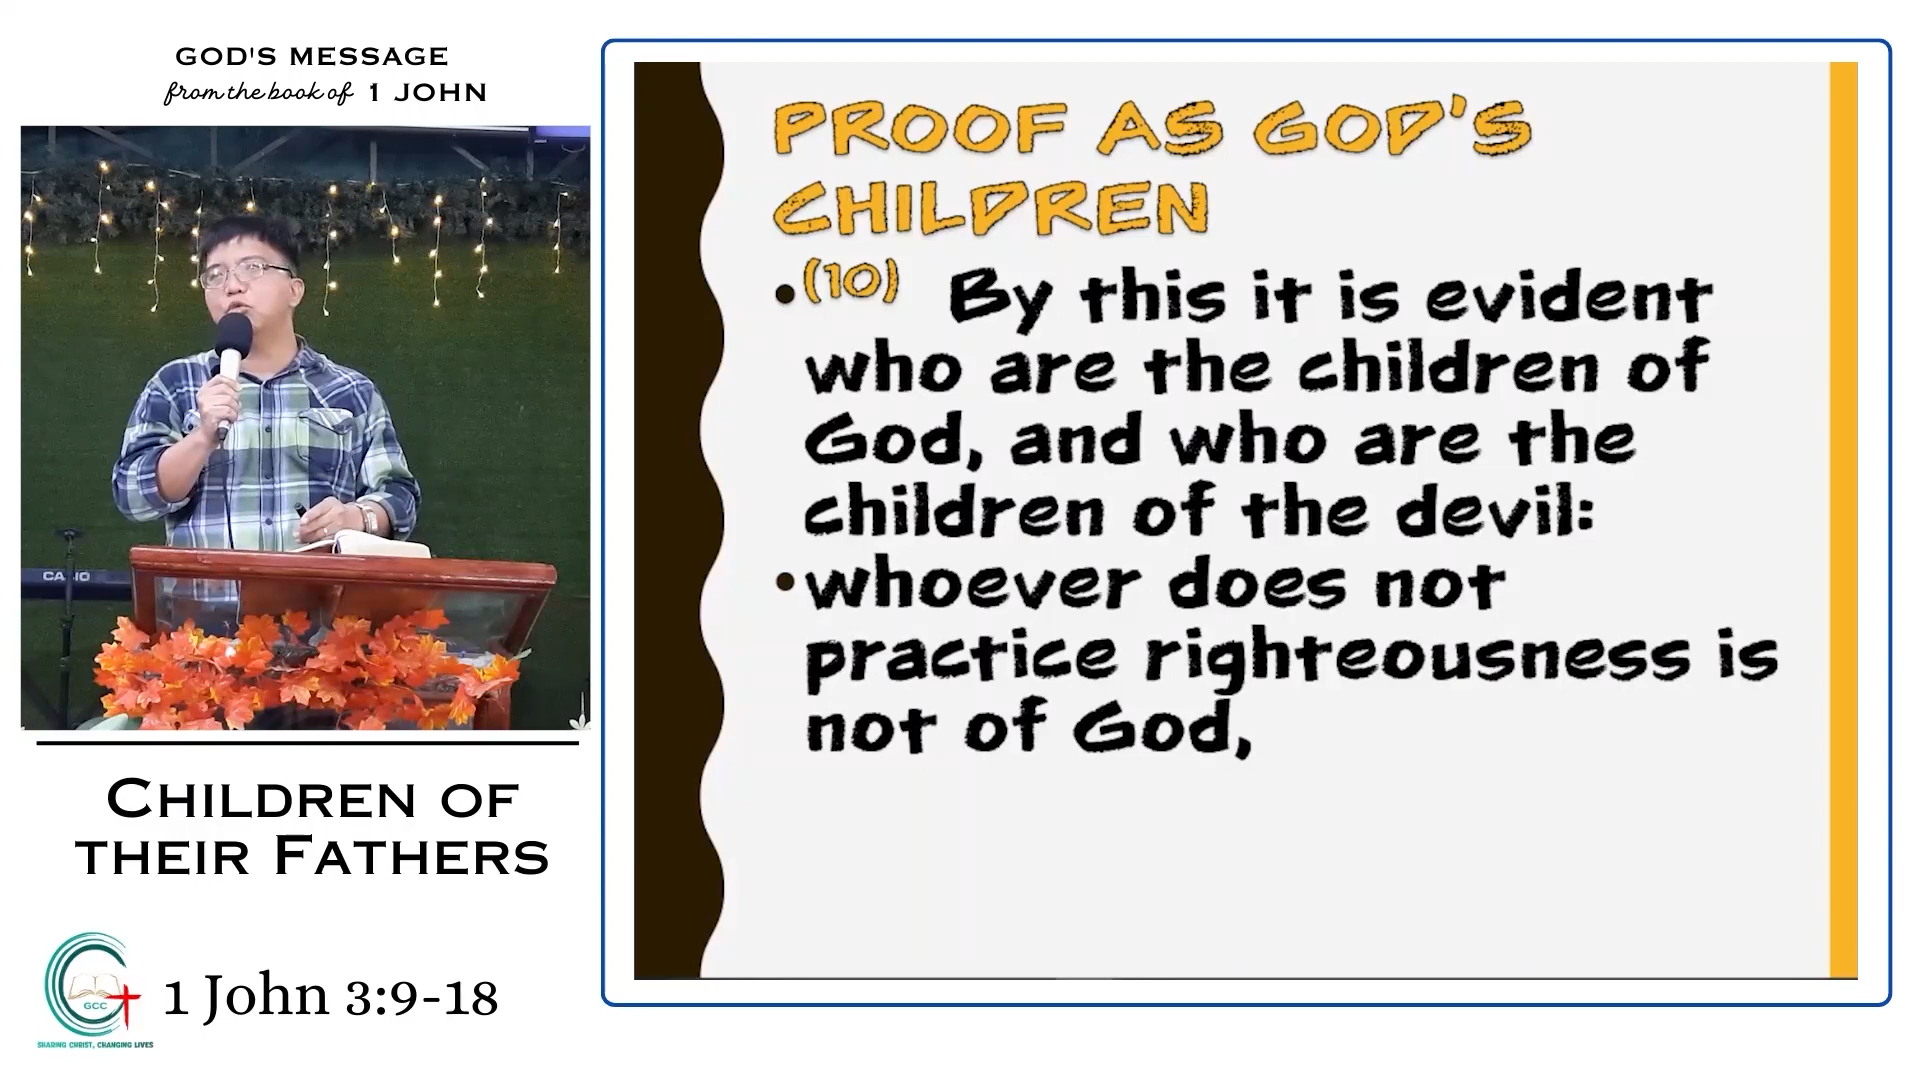 GOD'S MESSAGE
from the book of 1 JOHN
CASIO
CHILDREN OF
THEIR FATHERS
GCC
SHARING CHRIST, CHANGING LIVES
1 John 3:9-18
PROOF AS GOD'S
CHILDREN
•(10) By this it is evident
who are the children of
God, and who are the
children of the devil:
•whoever does not
practice righteousness is
not of God,